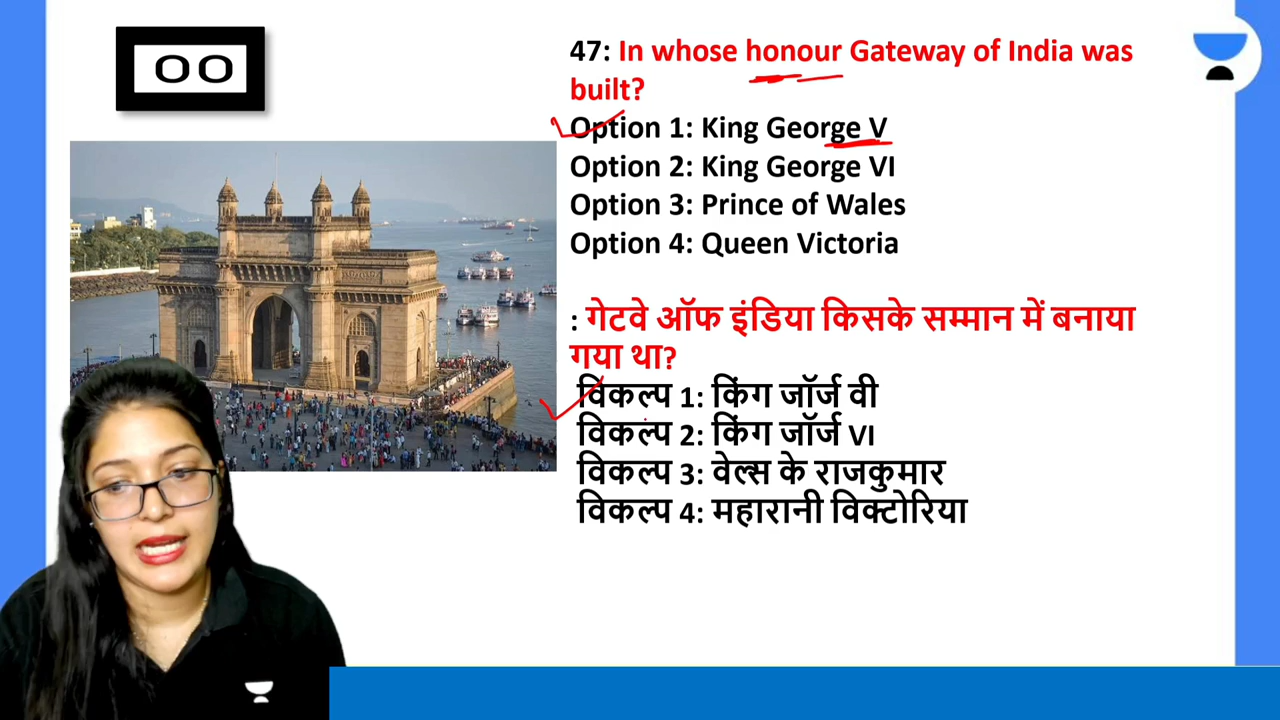 00
47: In whose honour Gateway of India was
built?
Option 1: King George V
Option 2: King George VI
Option 3: Prince of Wales
Option 4: Queen Victoria
: गेटवे ऑफ इंडिया किसके सम्मान में बनाया
गया था?
विकल्प 1: किंग जॉर्ज वी
विकल्प 2: किंग जॉर्ज VI
विकल्प 3: वेल्स के राजकुमार
विकल्प 4: महारानी विक्टोरिया